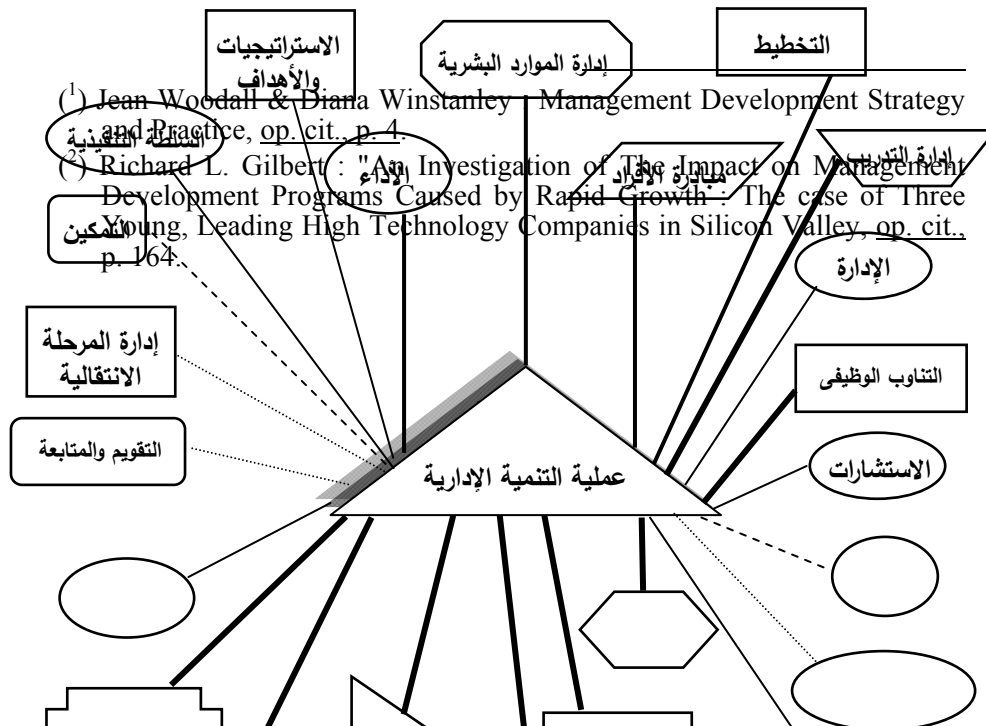 التخطيط
إدارة الموارد البشرية
الاستراتيجيات
والأهداف
(1) Jean Woodall & Diana Winstanley : Management Development Strategy
and Practice, op. cit., p. 4.
السلطة التنفيذية
(2) Richard L. Gilbert : "An Investigation of The Impact on Management
Development Programs Caused by Rapid Growth : The case of Three
Young, Leading High Technology Companies in Silicon Valley, op. cit.,
p. 164.
إدارة التدريب
مبادرة الأفراد
الأداء
التمكين
الإدارة
إدارة المرحلة
الانتقالية
التناوب الوظيفى
التقويم والمتابعة
الاستشارات
عملية التنمية الإدارية